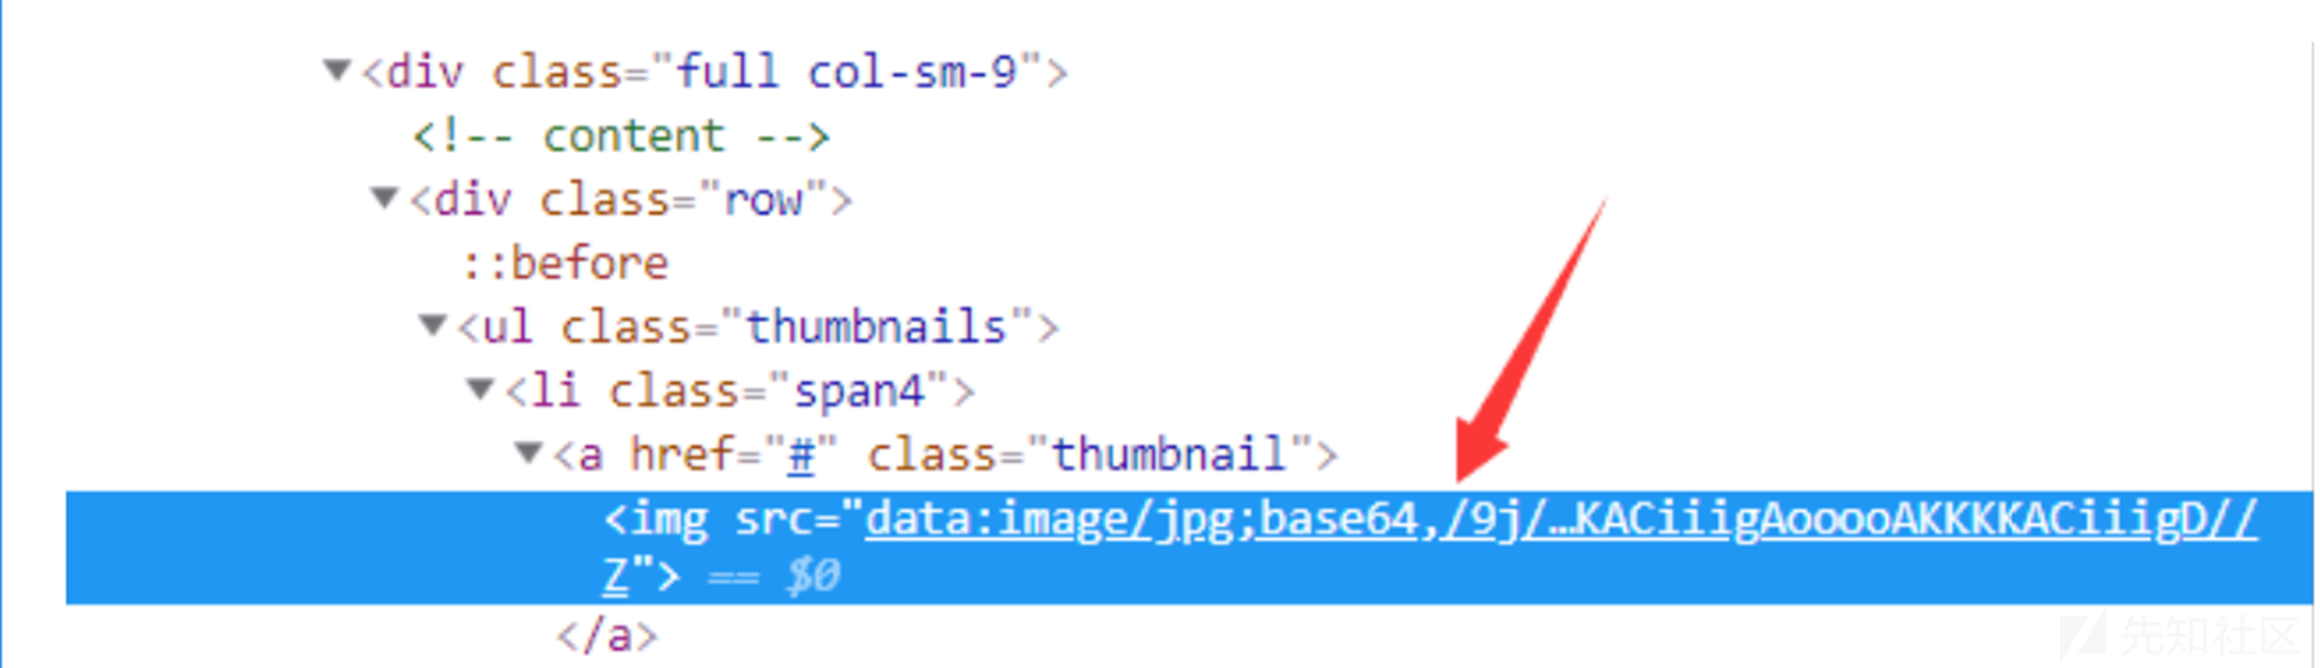 ▼<div class="full col-sm-9">
<!-- content -->
▼<div class="row">
::before
▼<ul class="thumbnails">
▼<li class="span4">
▼<a href="#" class="thumbnail">
<img src="data:image/jpg;base64,/9j/…KACiiigAooooAKKKKACiiigD//
Z"> == $0
</a>
先知社区